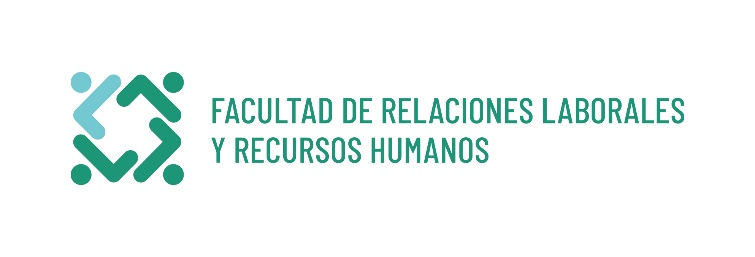 FACULTAD DE RELACIONES LABORALES
Y RECURSOS HUMANOS